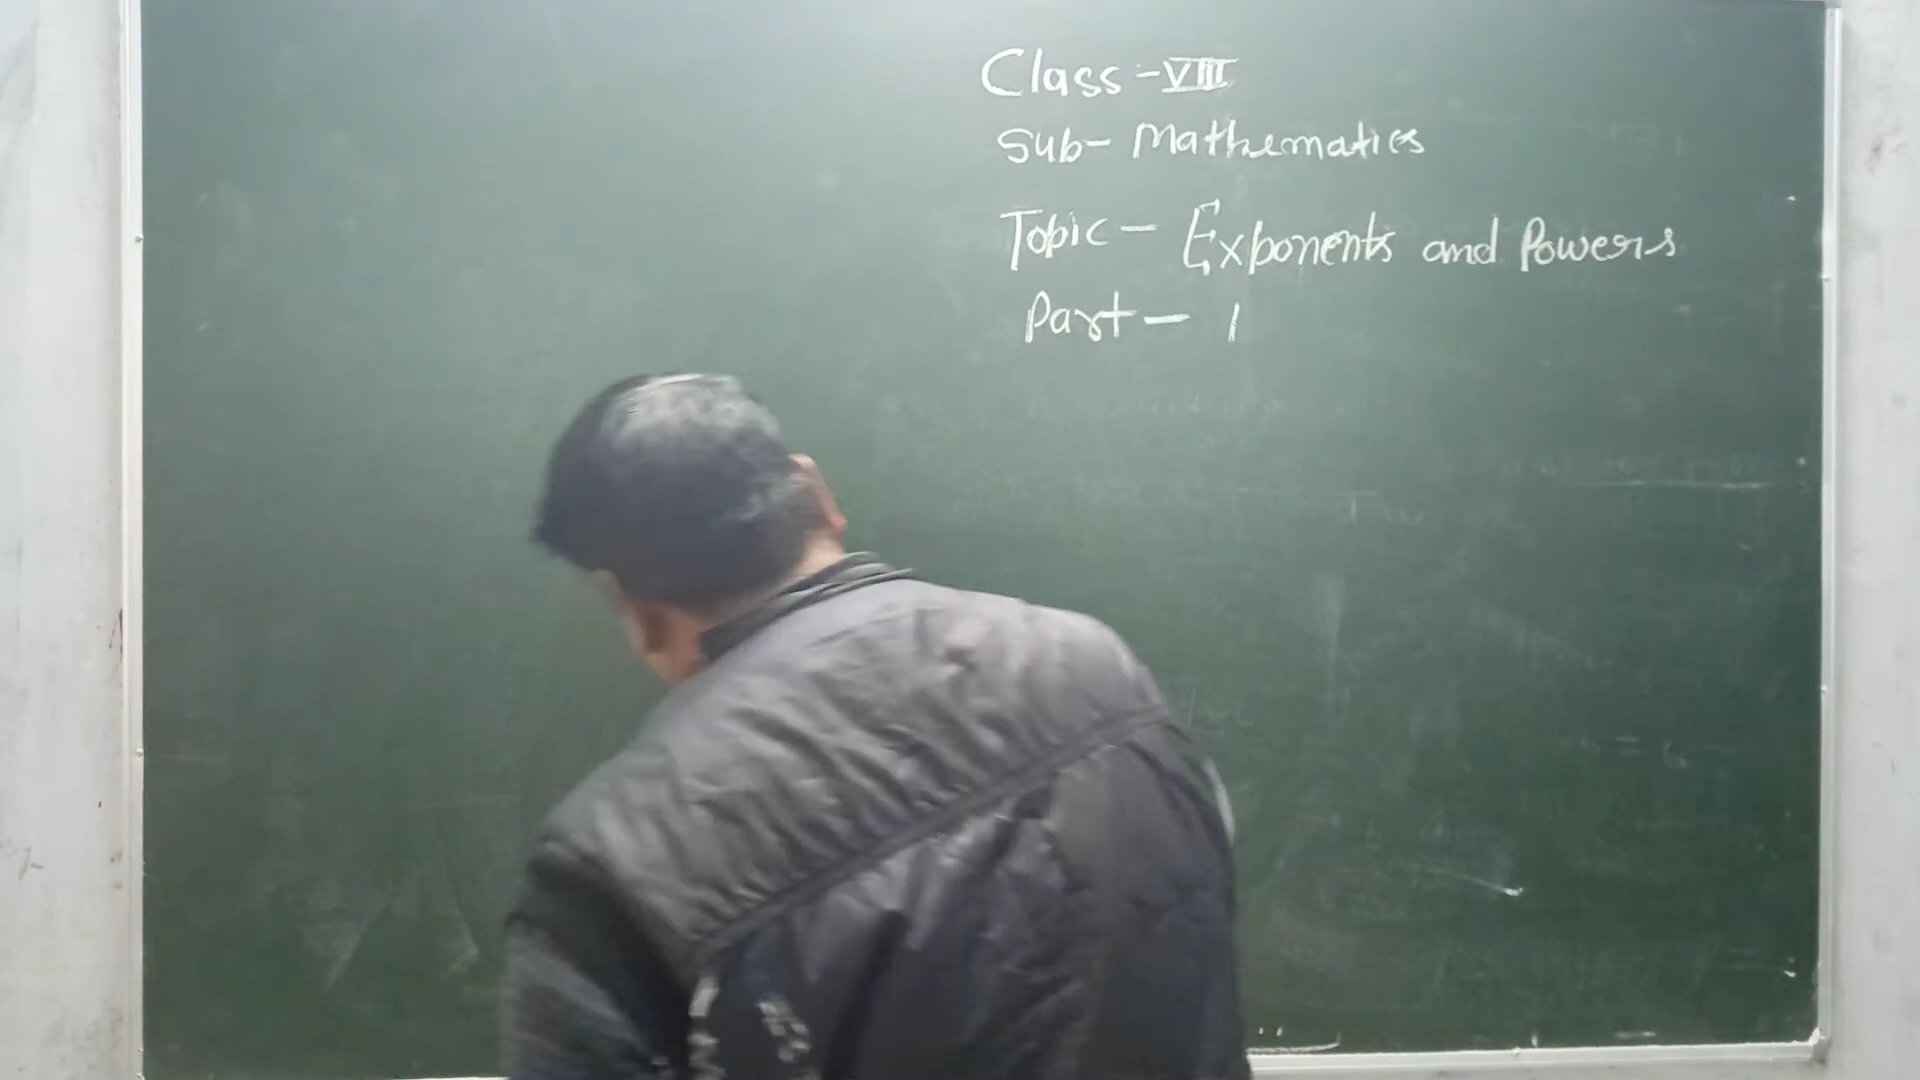 Class - VIII
Sub- Mathematics
Topic - Exponents and Powers
Part - 1